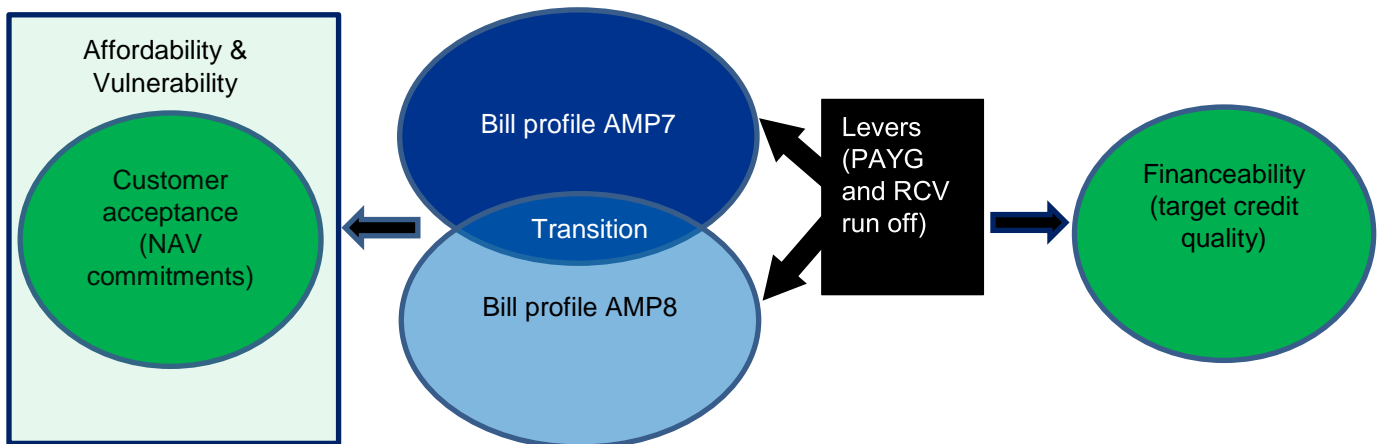 Affordability &
Vulnerability
Customer
acceptance
(NAV
commitments)
Bill profile AMP7
Transition
Bill profile AMP8
Levers
(PAYG
and RCV
run off)
Financeability
(target credit
quality)